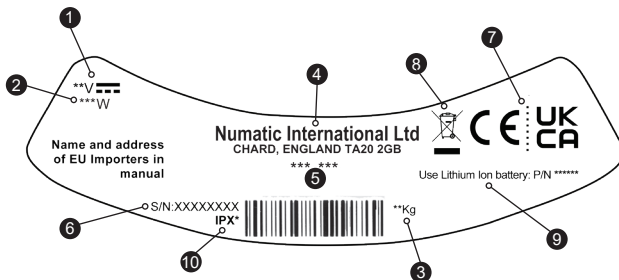 1
2
**V
***W
Name and address
of EU Importers in
manual
4
Numatic International Ltd
CHARD, ENGLAND TA20 2GB
***_***
5
8
7
CE
UK
CA
Use Lithium Ion battery: P/N ******
9
6
S/N:XXXXXXXX
IPX*
10
**Kg
3